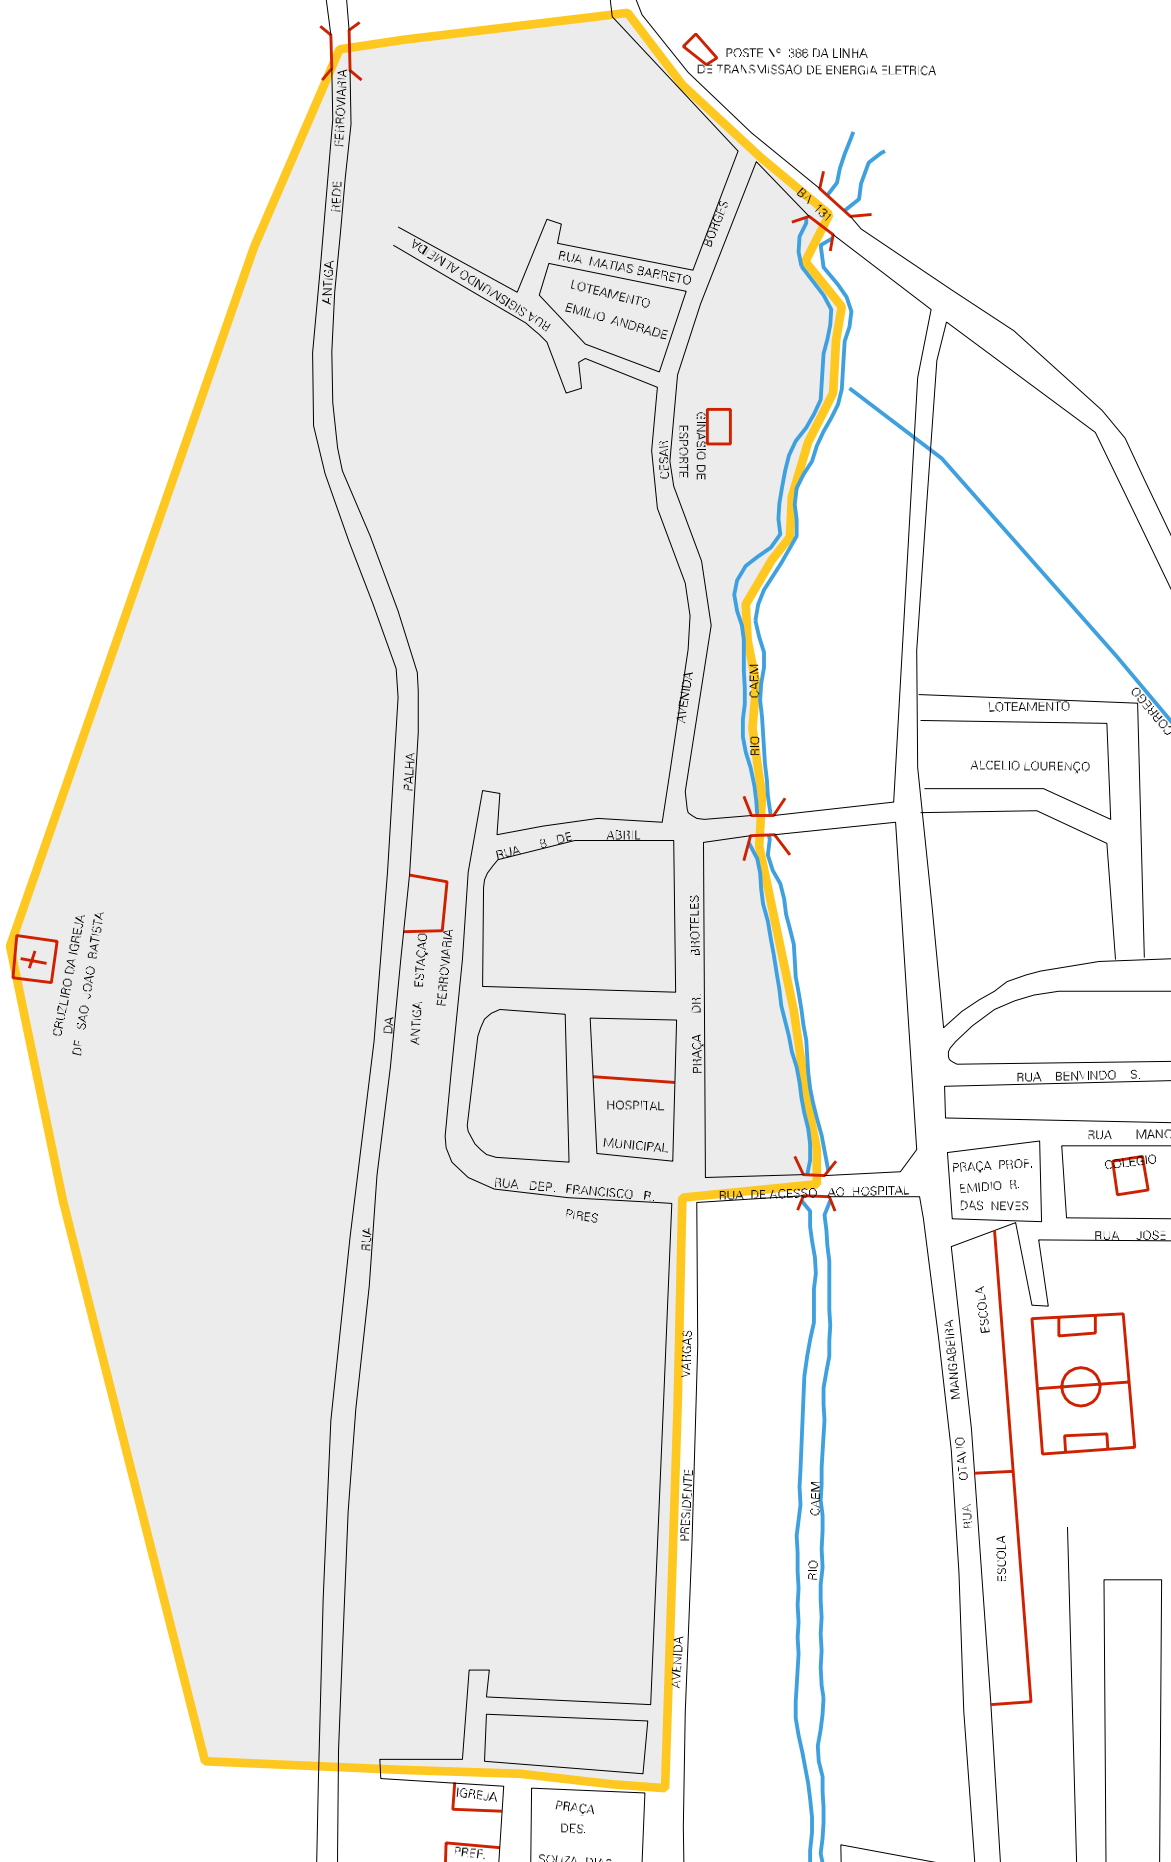 POSTE Nº 386 DA LINHA
DE TRANSMISSAO DE ENERGIA ELETRICA
FERROVIARIA
REDE
ANTIGA
BA 131
BORGES
RUA MATIAS BARRETO
LOTEAMENTO
EMILIO ANDRADE
RUA SIGISMUNDO ALMEIDA
GINASIO DE
ESPORTE
CESAR
AVENIDA
CAEM
RIO
CORREGO
LOTEAMENTO
ALCELIO LOURENÇO
PALHA
RUA 8 DE ABRIL
BROTELES
DR.
PRAÇA
CRUZEIRO DA IGREJA
DE SAO JOAO BATISTA
ANTIGA ESTAÇAO
FERROVIARIA
DA
RUA
HOSPITAL
MUNICIPAL
RUA BENVINDO S.
RUA MANO
COLEGIO
PRAÇA PROF.
EMIDIO R.
DAS NEVES
RUA JOSE
RUA DEP. FRANCISCO R.
PIRES
RUA DE ACESSO AO HOSPITAL
VARGAS
PRESIDENTE
AVENIDA
CAEM
RIO
MANGABEIRA
OTAVIO
RUA
ESCOLA
ESCOLA
IGREJA
PREF.
PRAÇA
DES.
SOUZA DIAS